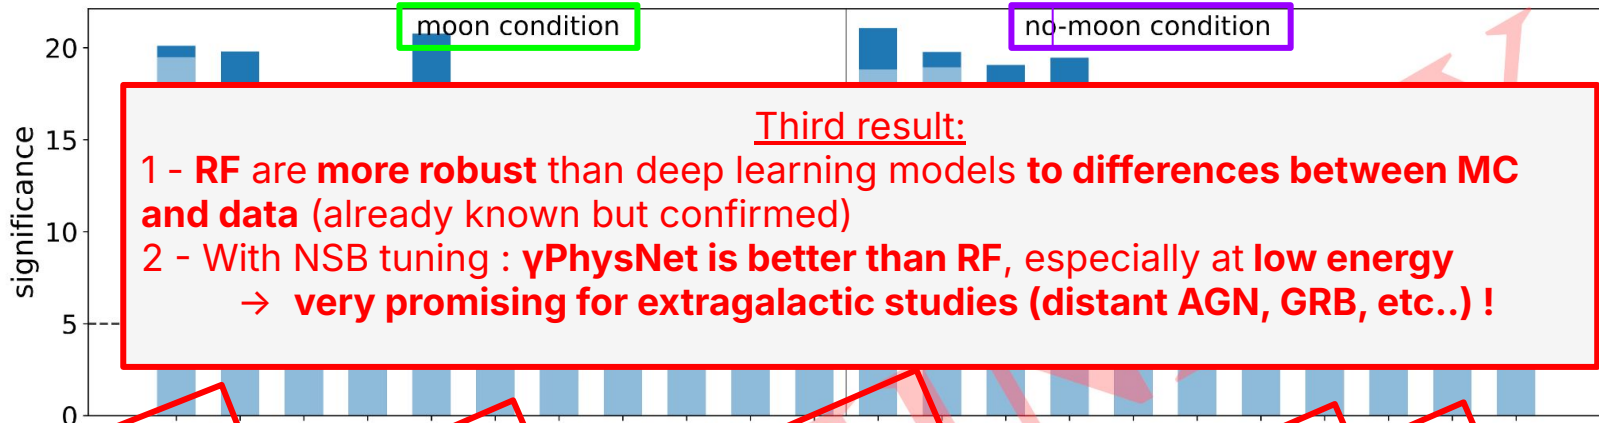 moon condition
no-moon condition
20
15
10
5
0
significance
Third result:
1 - RF are more robust than deep learning models to differences between MC
and data (already known but confirmed)
2 - With NSB tuning : γPhysNet is better than RF, especially at low energy
→ very promising for extragalactic studies (distant AGN, GRB, etc..) !